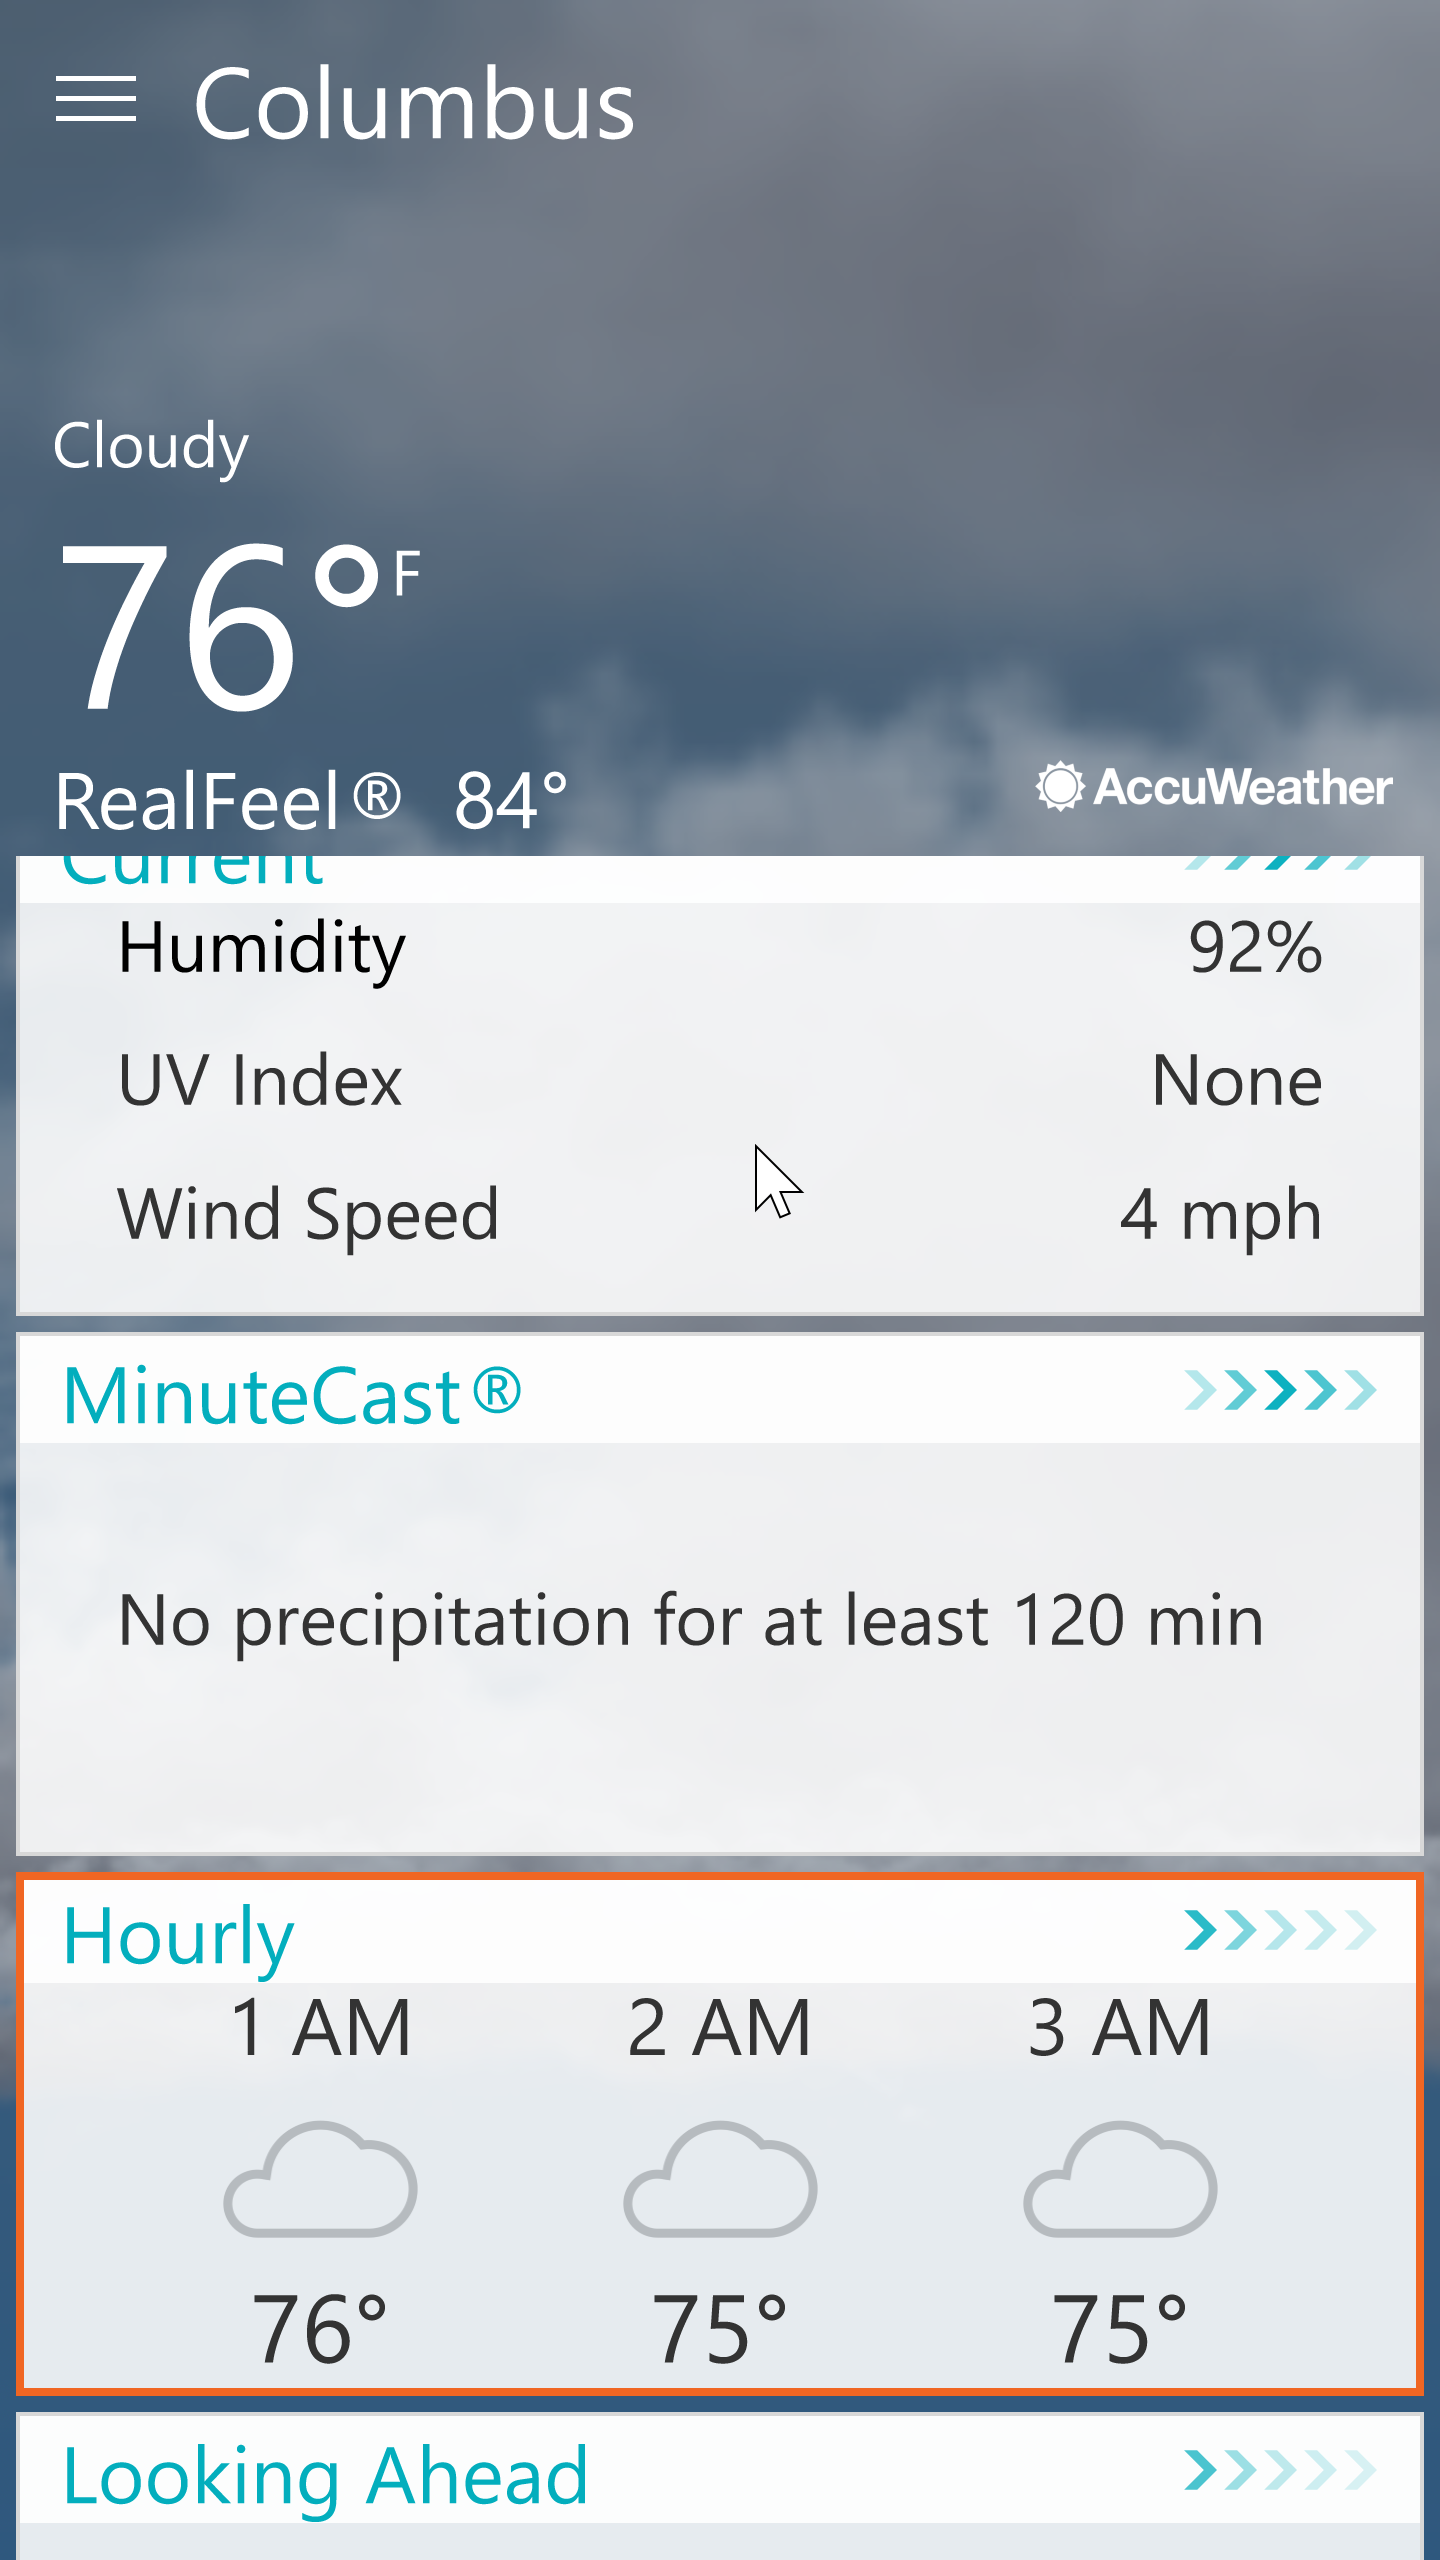 Columbus
Cloudy
76° F
RealFeel® 84°
AccuWeather
Current
Humidity 92%
UV Index None
Wind Speed 4 mph
MinuteCast®
No precipitation for at least 120 min
Hourly
1 AM 2 AM 3 AM
76° 75° 75°
Looking Ahead